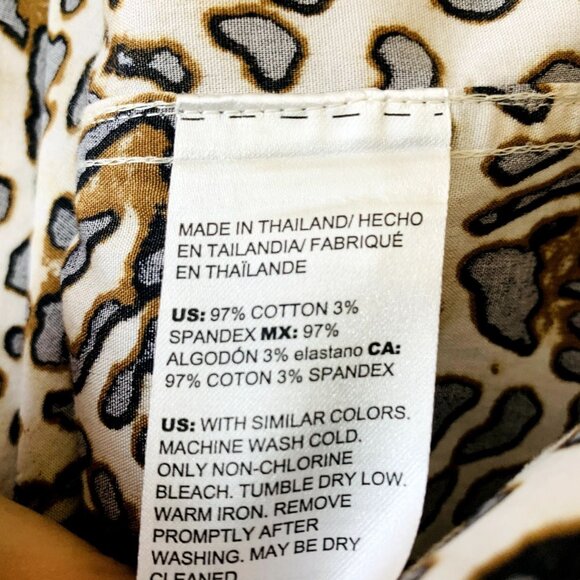 MADE IN THAILAND/ HECHO
EN TAILANDIA/ FABRIQUÉ
EN THAÏLANDE
US: 97% COTTON 3%
SPANDEX MX: 97%
ALGODÓN 3% elastano CA:
97% COTON 3% SPANDEX
US: WITH SIMILAR COLORS.
MACHINE WASH COLD.
ONLY NON-CHLORINE
BLEACH. TUMBLE DRY LOW.
WARM IRON. REMOVE
PROMPTLY AFTER
WASHING. MAY BE DRY
CLEANED